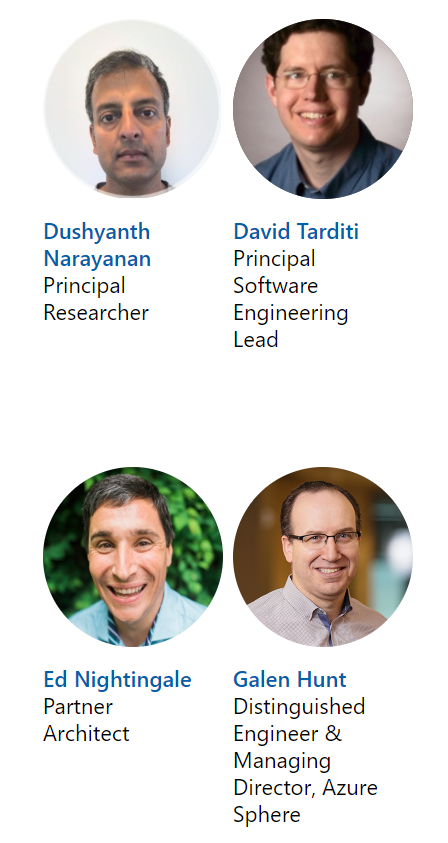 Dushyanth
Narayanan
Principal
Researcher
David Tarditi
Principal
Software
Engineering
Lead
Ed Nightingale
Partner
Architect
Galen Hunt
Distinguished
Engineer &
Managing
Director, Azure
Sphere